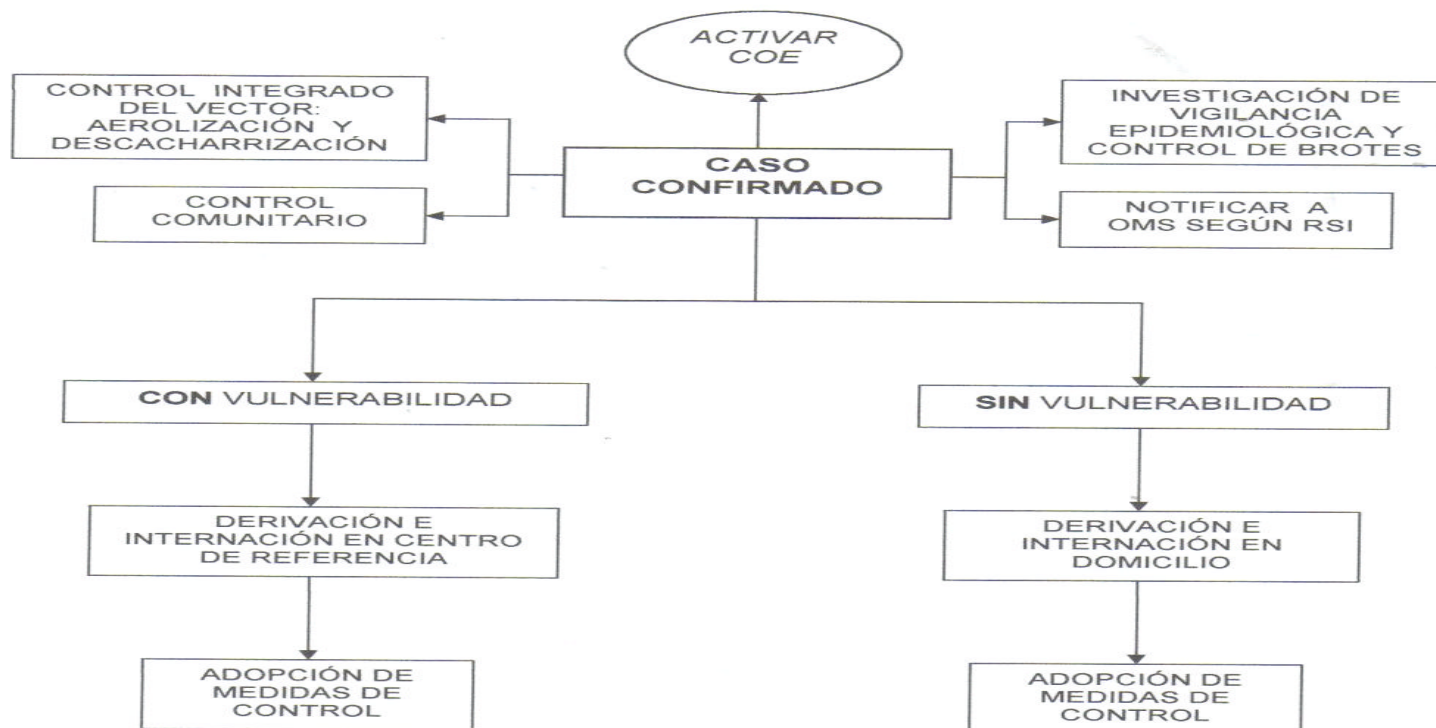 ACTIVAR
COE
CONTROL INTEGRADO
DEL VECTOR:
AEROLIZACIÓN Y
DESCACHARRIZACIÓN
CONTROL
COMUNITARIO
CASO
CONFIRMADO
INVESTIGACIÓN DE
VIGILANCIA
EPIDEMIOLÓGICA Y
CONTROL DE BROTES
NOTIFICAR A
OMS SEGÚN RSI
CON VULNERABILIDAD
SIN VULNERABILIDAD
DERIVACIÓN E
INTERNACIÓN EN CENTRO
DE REFERENCIA
DERIVACIÓN E
INTERNACIÓN EN
DOMICILIO
ADOPCIÓN DE
MEDIDAS DE
CONTROL
ADOPCIÓN DE
MEDIDAS DE
CONTROL